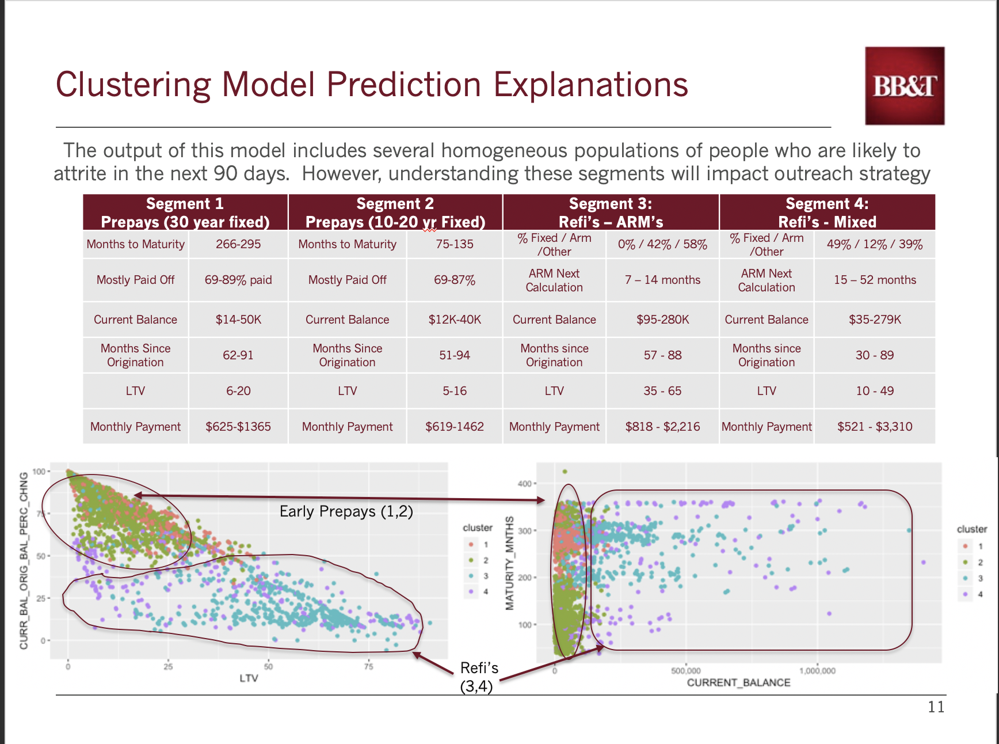 BB&T
Clustering Model Prediction Explanations
The output of this model includes several homogeneous populations of people who are likely to
attrite in the next 90 days.  However, understanding these segments will impact outreach strategy
Segment 1
Prepays (30 year fixed)
Segment 2
Prepays (10-20 yr Fixed)
Segment 3:
Refi's – ARM's
Segment 4:
Refi's - Mixed
Months to Maturity
266-295
Months to Maturity
75-135
% Fixed / Arm
/Other
0% / 42% / 58%
% Fixed / Arm
/Other
49% / 12% / 39%
Mostly Paid Off
69-89% paid
Mostly Paid Off
69-87%
ARM Next
Calculation
7 – 14 months
ARM Next
Calculation
15 – 52 months
Current Balance
$14-50K
Current Balance
$12K-40K
Current Balance
$95-280K
Current Balance
$35-279K
Months Since
Origination
62-91
Months Since
Origination
51-94
Months since
Origination
57 - 88
Months since
Origination
30 - 89
LTV
6-20
LTV
5-16
LTV
35 - 65
LTV
10 - 49
Monthly Payment
$625-$1365
Monthly Payment
$619-1462
Monthly Payment
$818 - $2,216
Monthly Payment
$521 - $3,310
CURR_BAL_ORIG_BAL_PERC_CHNG
100
75
50
25
0
0
25
50
75
LTV
cluster
1
2
3
4
Early Prepays (1,2)
Refi's
(3,4)
MATURITY_MNTHS
400
300
200
100
0
500,000
1,000,000
CURRENT_BALANCE
cluster
1
2
3
4
11